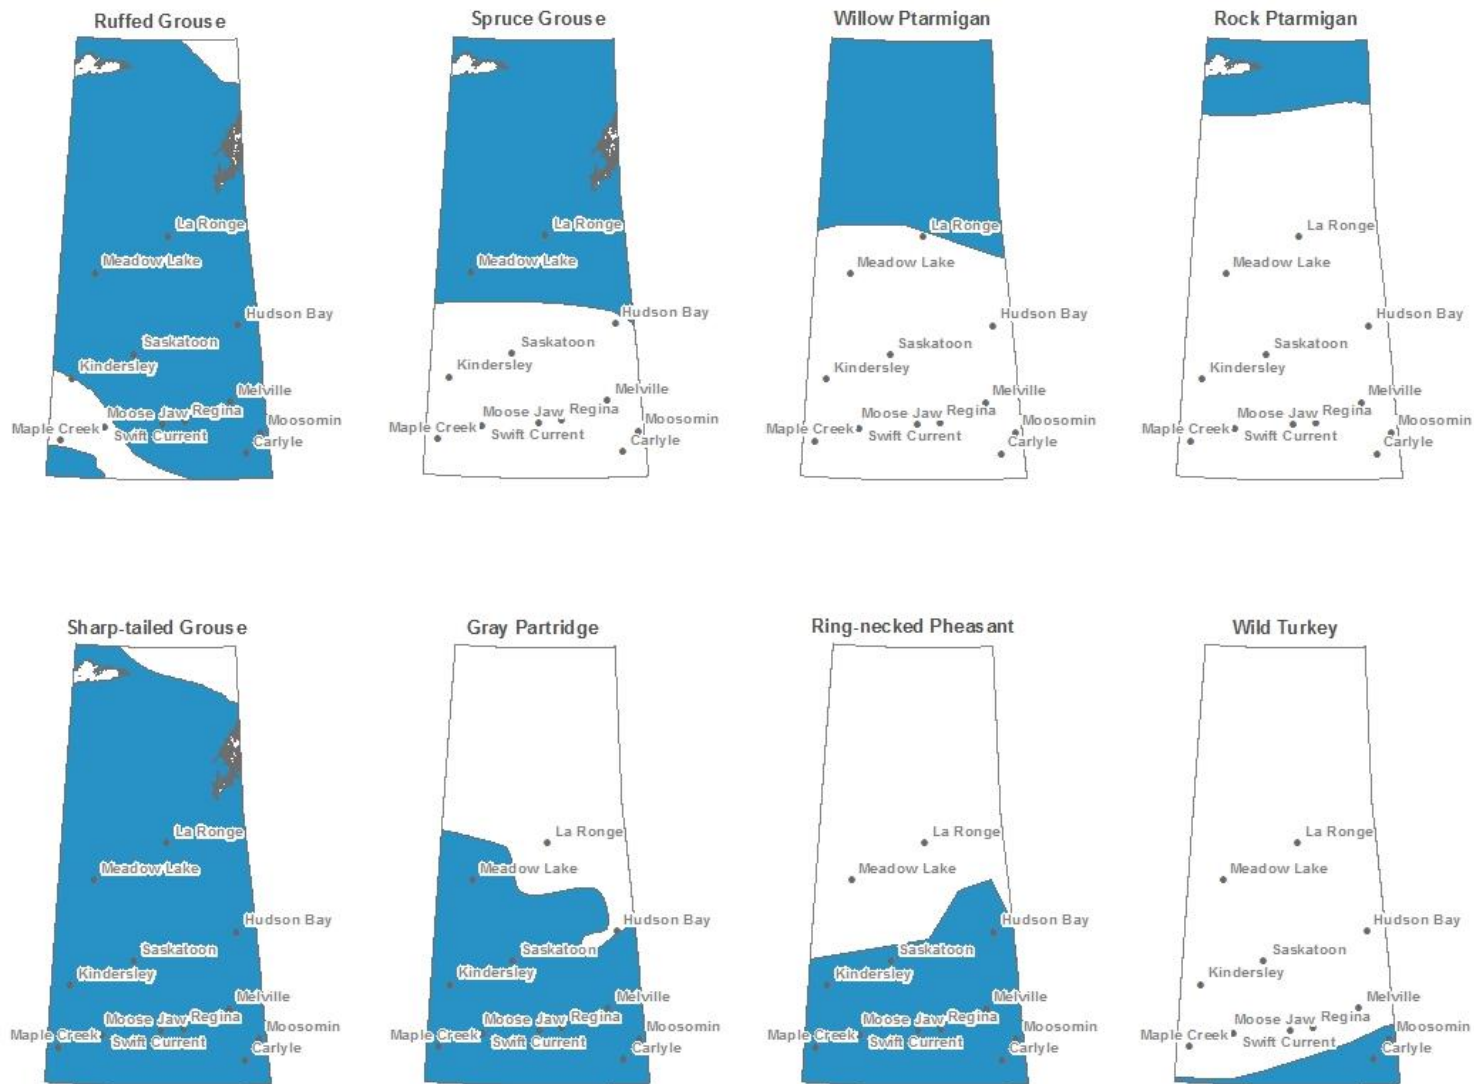 Ruffed Grouse
La Ronge
Meadow Lake
Hudson Bay
Saskatoon
Kindersley
Melville
Moose Jaw Regina
Moosomin
Maple Creek
Swift Current
Carlyle
Spruce Grouse
La Ronge
Meadow Lake
Hudson Bay
Saskatoon
Kindersley
Melville
Moose Jaw Regina
Moosomin
Maple Creek
Swift Current
Carlyle
Willow Ptarmigan
La Ronge
Meadow Lake
Hudson Bay
Saskatoon
Kindersley
Melville
Moose Jaw Regina
Moosomin
Maple Creek
Swift Current
Carlyle
Rock Ptarmigan
La Ronge
Meadow Lake
Hudson Bay
Saskatoon
Kindersley
Melville
Moose Jaw Regina
Moosomin
Maple Creek
Swift Current
Carlyle
Sharp-tailed Grouse
La Ronge
Meadow Lake
Hudson Bay
Saskatoon
Kindersley
Melville
Moose Jaw Regina
Moosomin
Maple Creek
Swift Current
Carlyle
Gray Partridge
La Ronge
Meadow Lake
Hudson Bay
Saskatoon
Kindersley
Melville
Moose Jaw Regina
Moosomin
Maple Creek
Swift Current
Carlyle
Ring-necked Pheasant
La Ronge
Meadow Lake
Hudson Bay
Saskatoon
Kindersley
Melville
Moose Jaw Regina
Moosomin
Maple Creek
Swift Current
Carlyle
Wild Turkey
La Ronge
Meadow Lake
Hudson Bay
Saskatoon
Kindersley
Melville
Moose Jaw Regina
Moosomin
Maple Creek
Swift Current
Carlyle